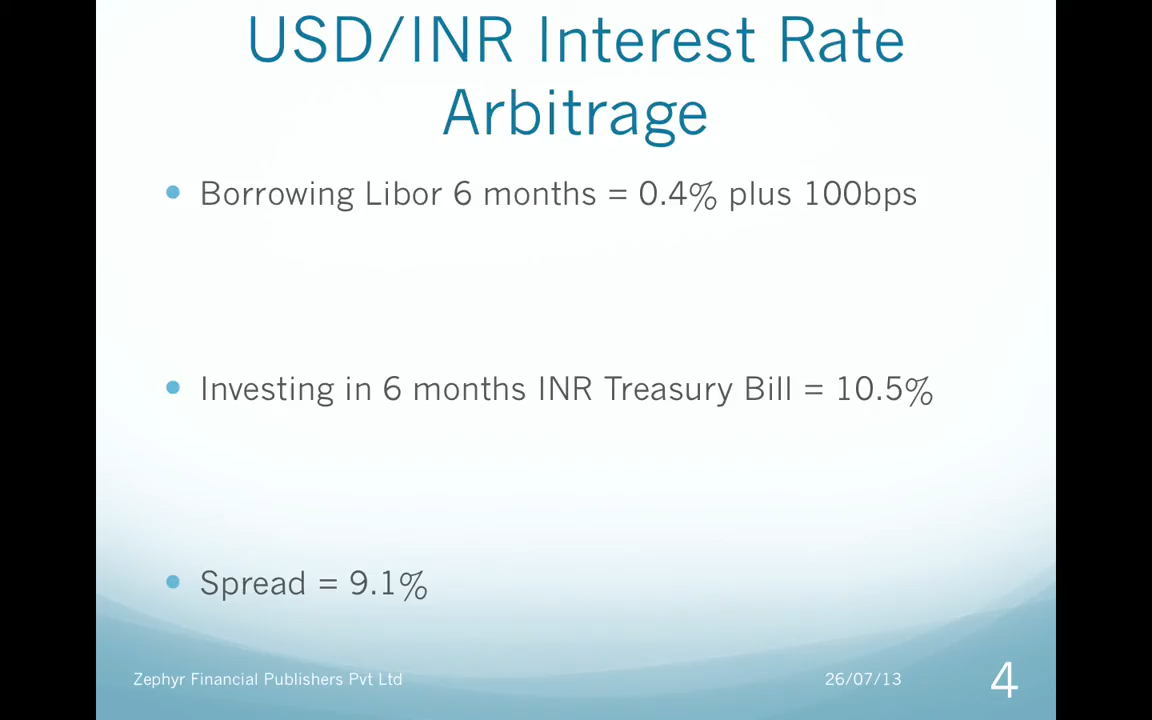 USD/INR Interest Rate
Arbitrage
• Borrowing Libor 6 months = 0.4% plus 100bps
• Investing in 6 months INR Treasury Bill = 10.5%
• Spread = 9.1%
Zephyr Financial Publishers Pvt Ltd
26/07/13
4